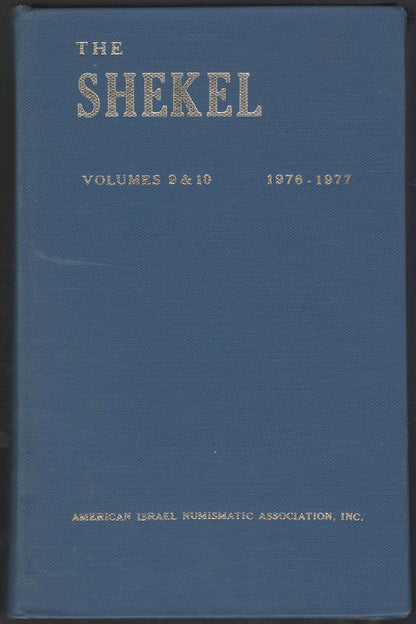 THE
SHEKEL
VOLUMES 9 & 10 1976-1977
AMERICAN ISRAEL NUMISMATIC ASSOCIATION, INC.